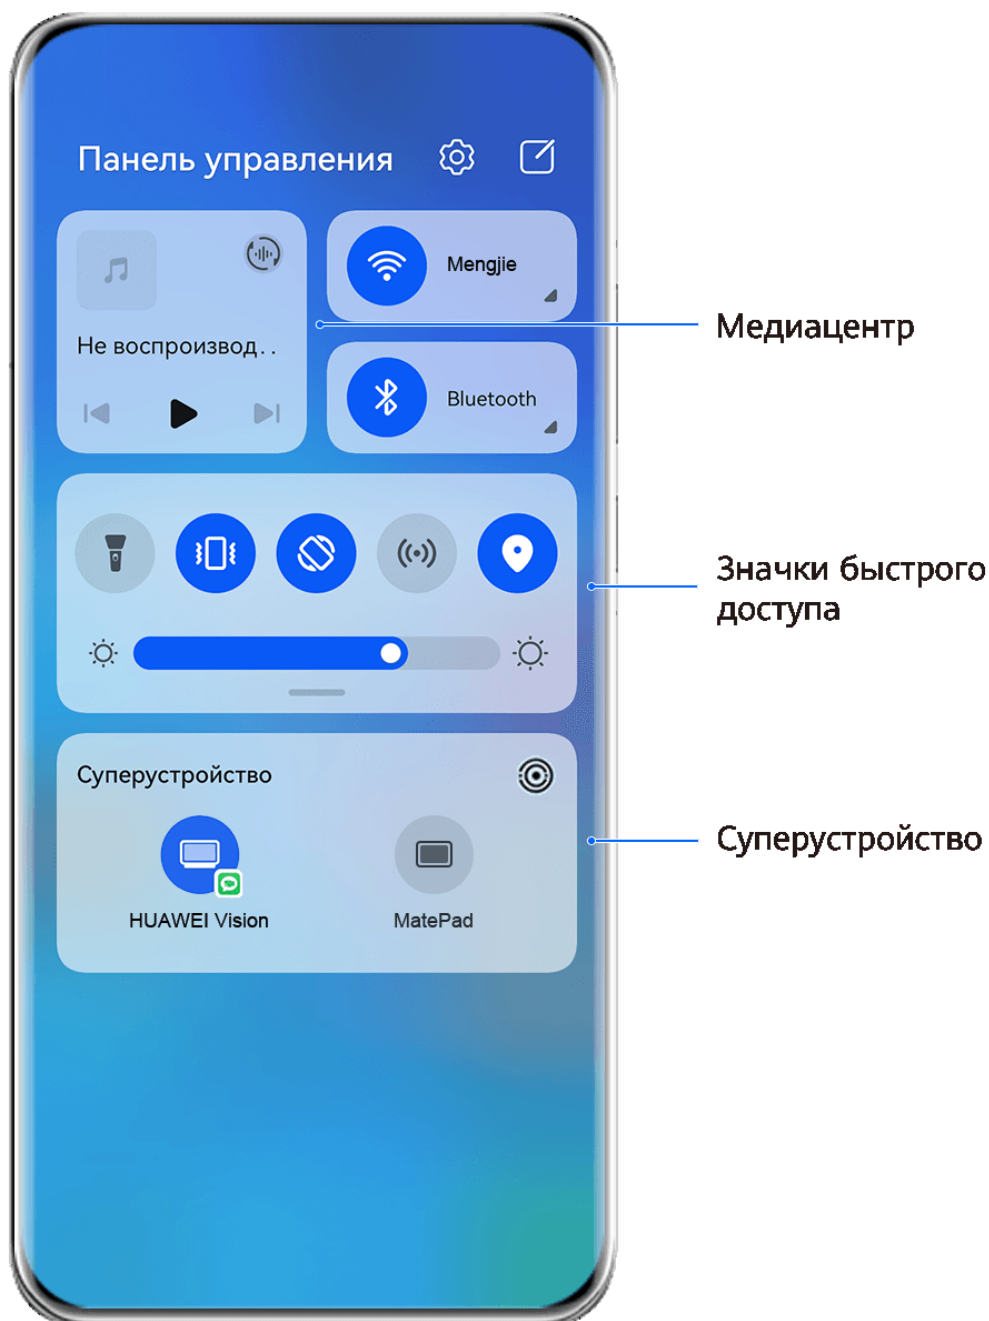 Панель управления
Mengjie
Не воспроизвод..
Bluetooth
Медиацентр
Значки быстрого
доступа
Суперустройство
HUAWEI Vision
MatePad
Суперустройство